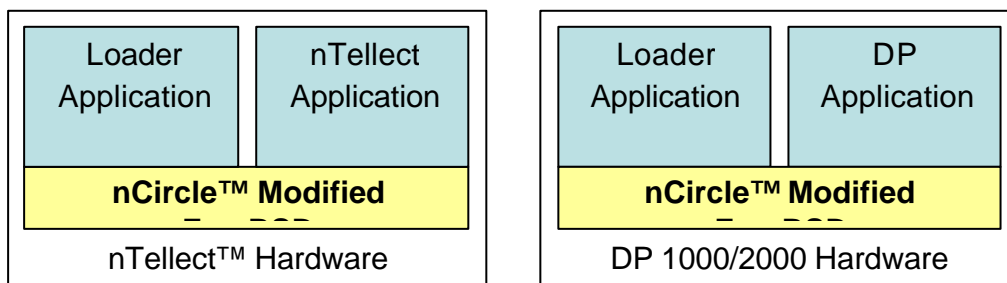 Loader
Application
nTellect
Application
nCircle™ Modified
nTellect™ Hardware
Loader
Application
DP
Application
nCircle™ Modified
DP 1000/2000 Hardware